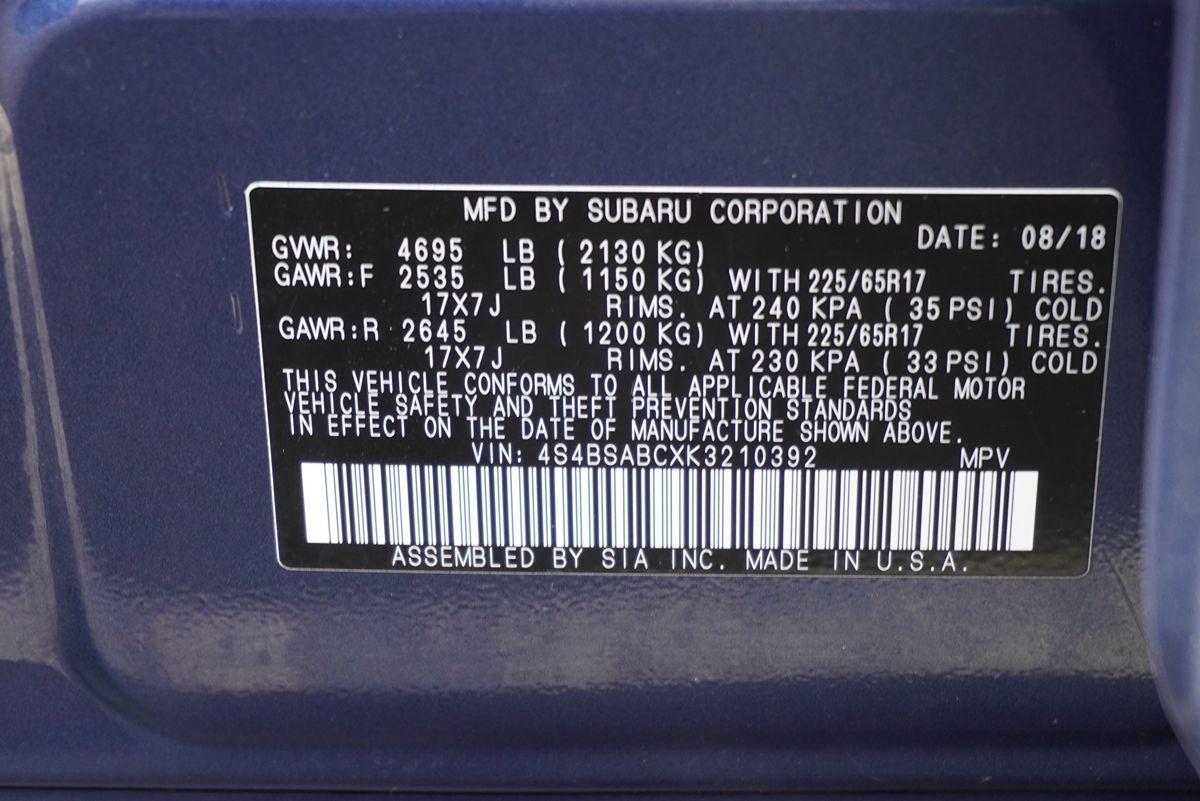 MFD BY SUBARU CORPORATION
DATE: 08/18
GVWR: 4695 LB ( 2130 KG)
GAWR:F 2535 LB ( 1150 KG) WITH 225/65R17 TIRES.
17X7J RIMS. AT 240 KPA ( 35 PSI) COLD
GAWR:R 2645 LB ( 1200 KG) WITH 225/65R17 TIRES.
17X7J RIMS. AT 230 KPA ( 33 PSI) COLD
THIS VEHICLE CONFORMS TO ALL APPLICABLE FEDERAL MOTOR
VEHICLE SAFETY AND THEFT PREVENTION STANDARDS
IN EFFECT ON THE DATE OF MANUFACTURE SHOWN ABOVE.
VIN: 4S4BSABCXK3210392 MPV
ASSEMBLED BY SIA INC. MADE IN U.S.A.